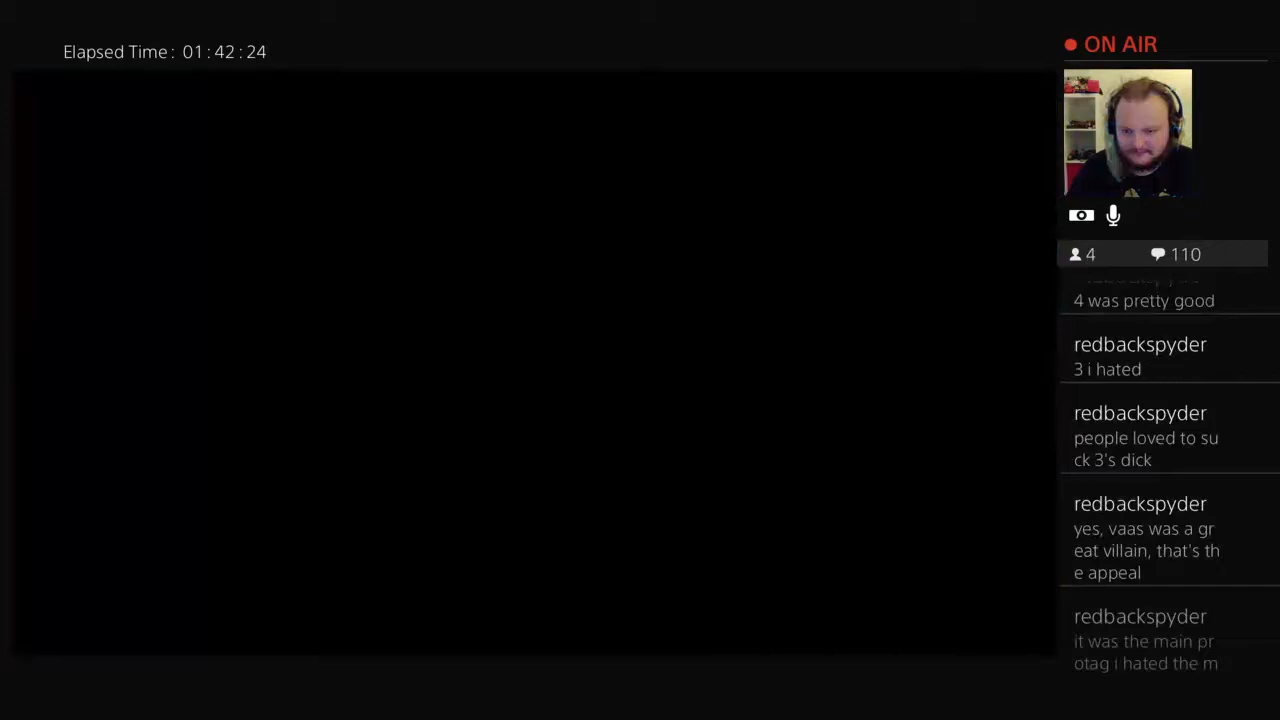 Elapsed Time: 01:42:24
ON AIR
4
110
4 was pretty good
redbackspyder
3 i hated
redbackspyder
people loved to su
ck 3's dick
redbackspyder
yes, vaas was a gr
eat villain, that's th
e appeal
redbackspyder
it was the main pr
otag i hated the m